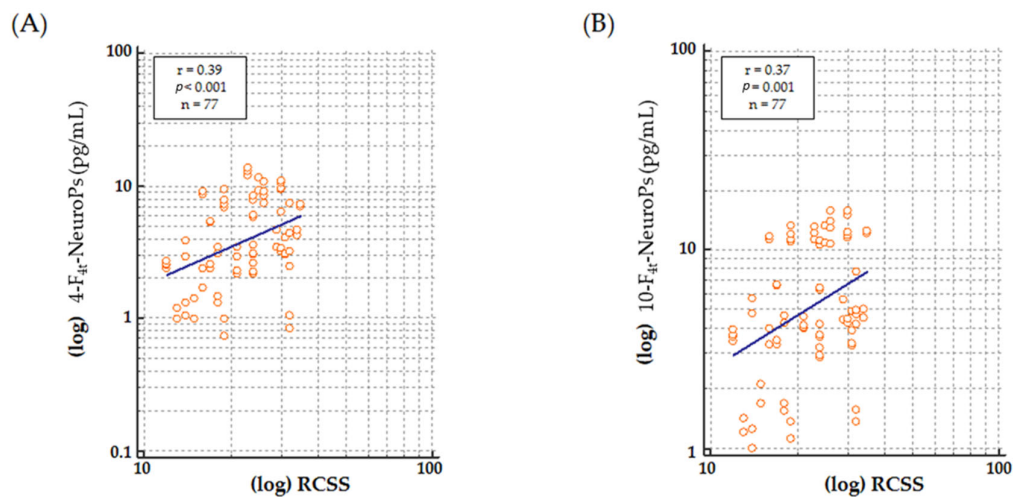 (A)
(B)
100
r = 0.39
p < 0.001
n = 77
10
1
0.1
(log) 4-F4t-NeuroPs (pg/mL)
10
100
(log) RCSS
100
r = 0.37
p = 0.001
n = 77
10
1
(log) 10-F4t-NeuroPs (pg/mL)
10
100
(log) RCSS